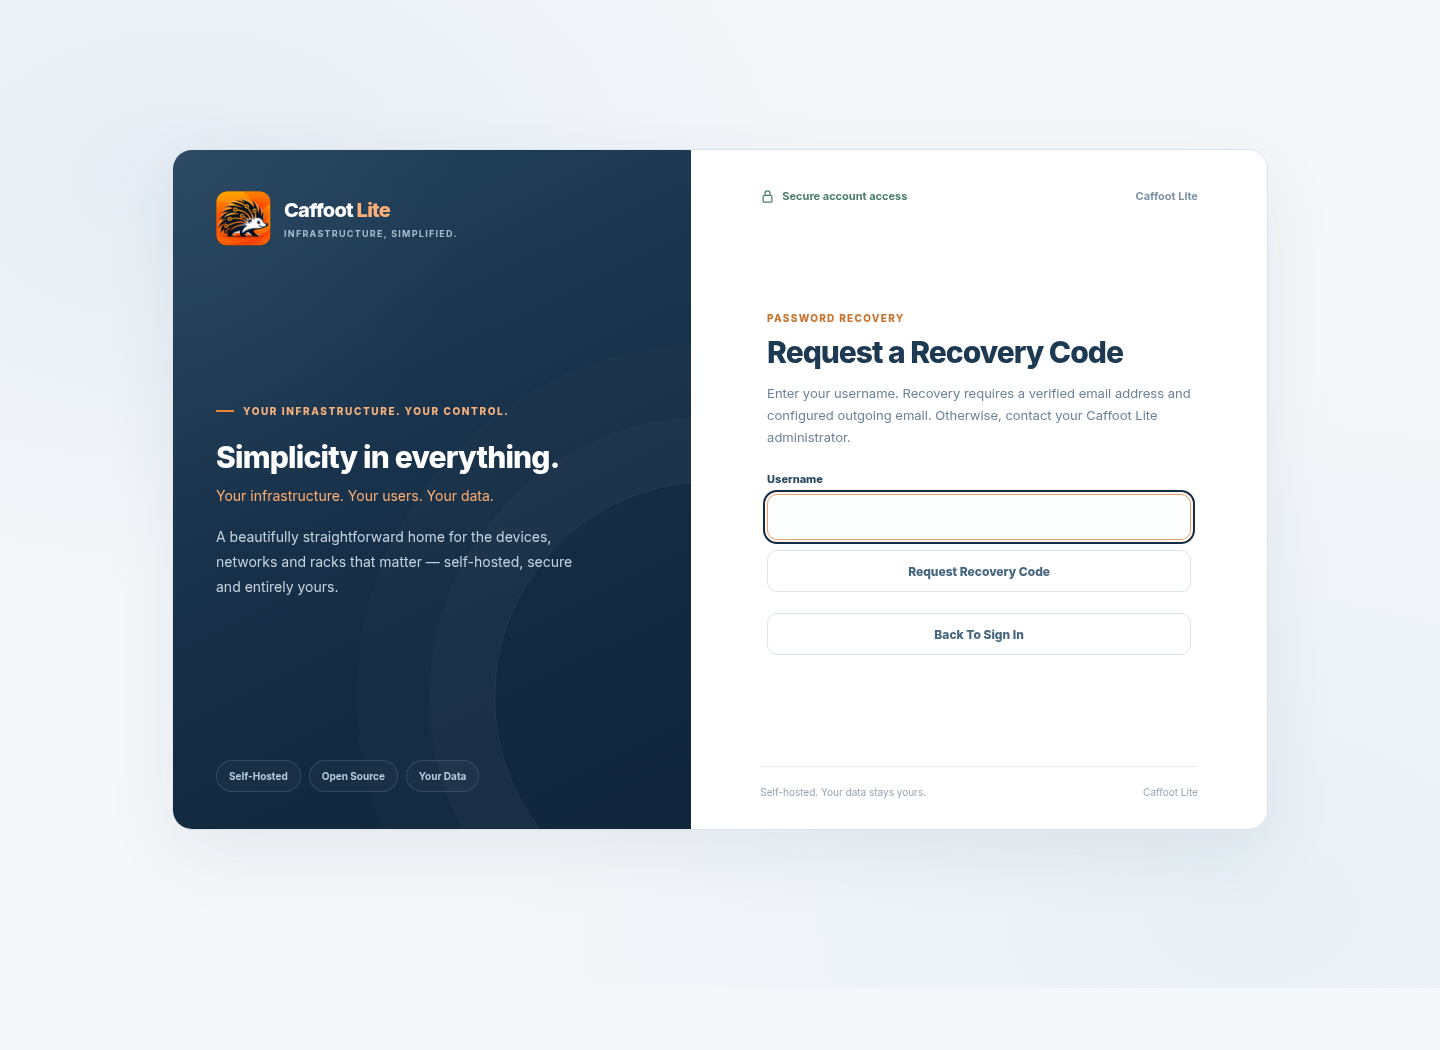 Caffoot Lite
INFRASTRUCTURE, SIMPLIFIED.
YOUR INFRASTRUCTURE. YOUR CONTROL.
Simplicity in everything.
Your infrastructure. Your users. Your data.
A beautifully straightforward home for the devices,
networks and racks that matter — self-hosted, secure
and entirely yours.
Self-Hosted
Open Source
Your Data
Secure account access
Caffoot Lite
PASSWORD RECOVERY
Request a Recovery Code
Enter your username. Recovery requires a verified email address and
configured outgoing email. Otherwise, contact your Caffoot Lite
administrator.
Username
Request Recovery Code
Back To Sign In
Self-hosted. Your data stays yours.
Caffoot Lite